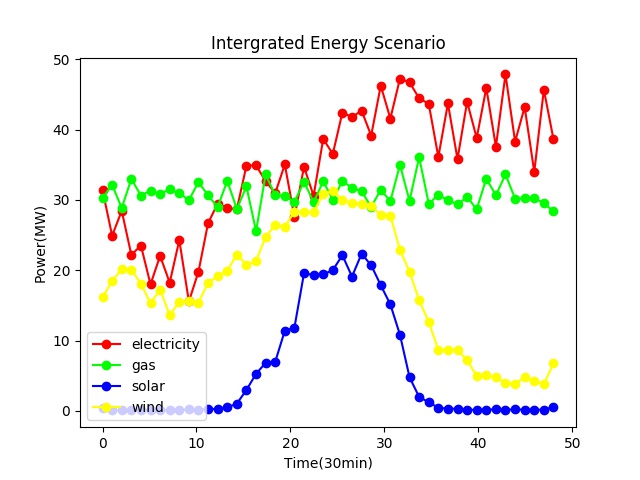 Intergrated Energy Scenario
Power(MW)
50
40
30
20
10
0
electricity
gas
solar
wind
0 10 20 30 40 50
Time(30min)